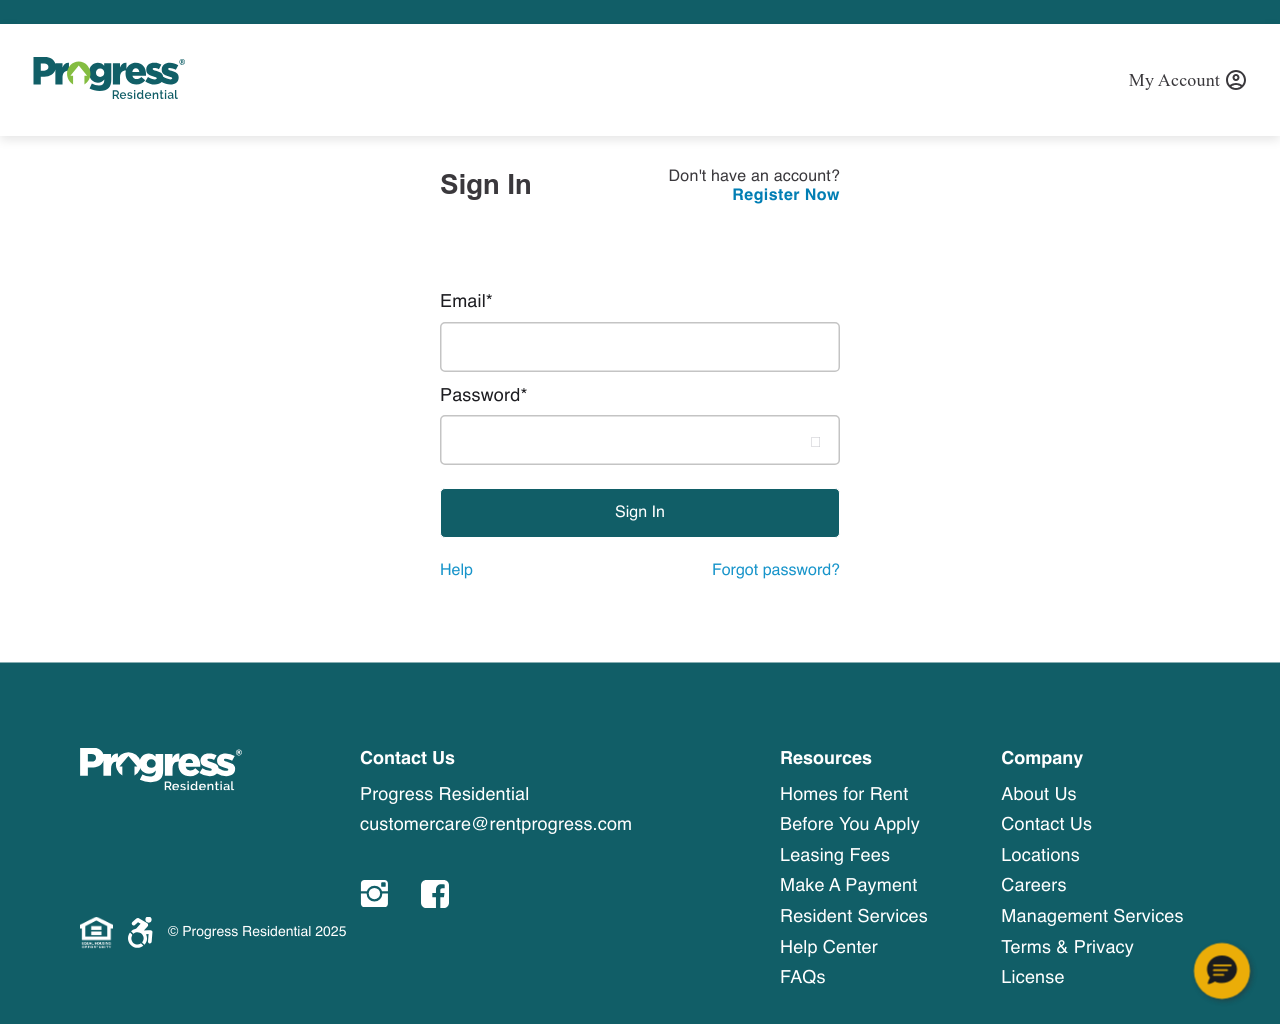 Progress®
Residential
My Account
Sign In
Don't have an account?
Register Now
Email*
Password*
Sign In
Help
Forgot password?
Progress®
Residential
Contact Us
Progress Residential
customercare@rentprogress.com
Resources
Homes for Rent
Before You Apply
Leasing Fees
Make A Payment
Resident Services
Help Center
FAQs
Company
About Us
Contact Us
Locations
Careers
Management Services
Terms & Privacy
License
EQUAL HOUSING
OPPORTUNITY
© Progress Residential 2025